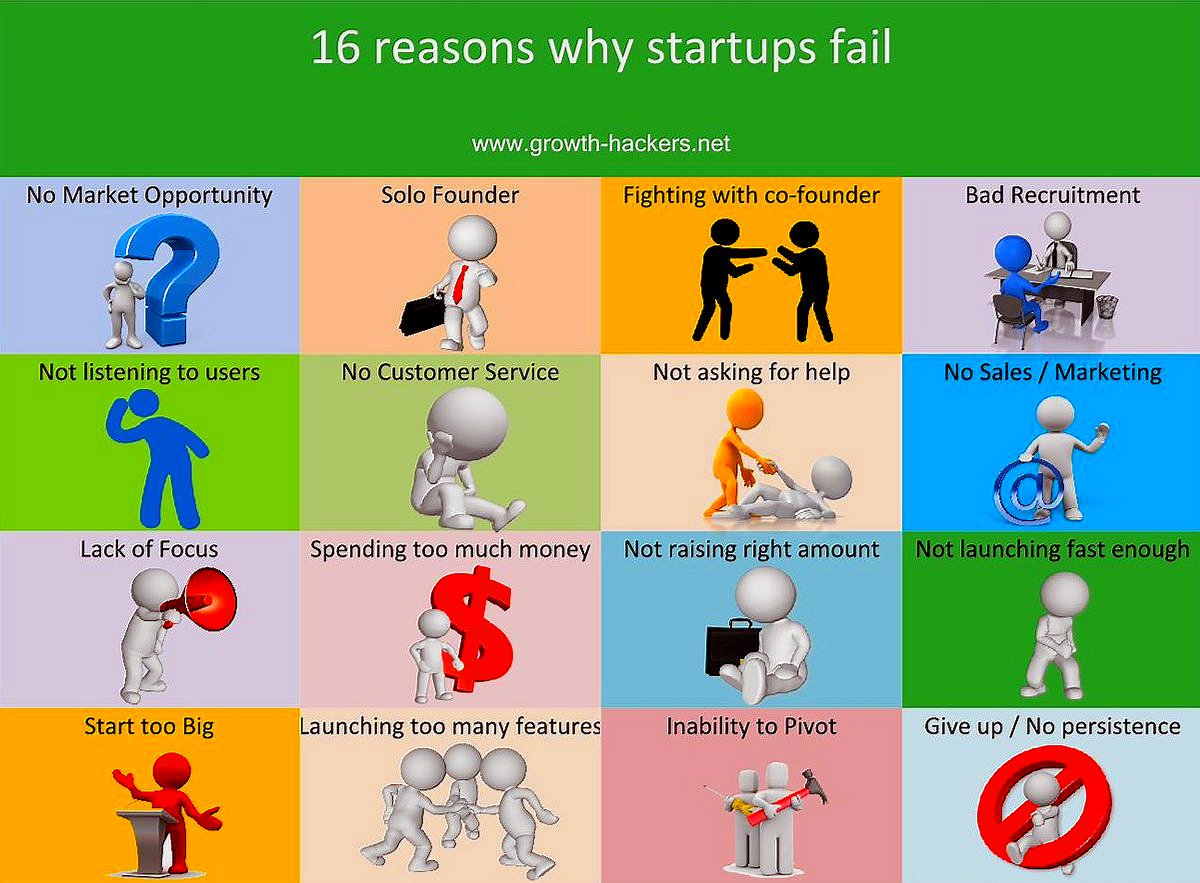 16 reasons why startups fail
www.growth-hackers.net
No Market Opportunity
Solo Founder
Fighting with co-founder
Bad Recruitment
Not listening to users
No Customer Service
Not asking for help
No Sales / Marketing
Lack of Focus
Spending too much money
Not raising right amount
Not launching fast enough
Start too Big
Launching too many features
Inability to Pivot
Give up / No persistence